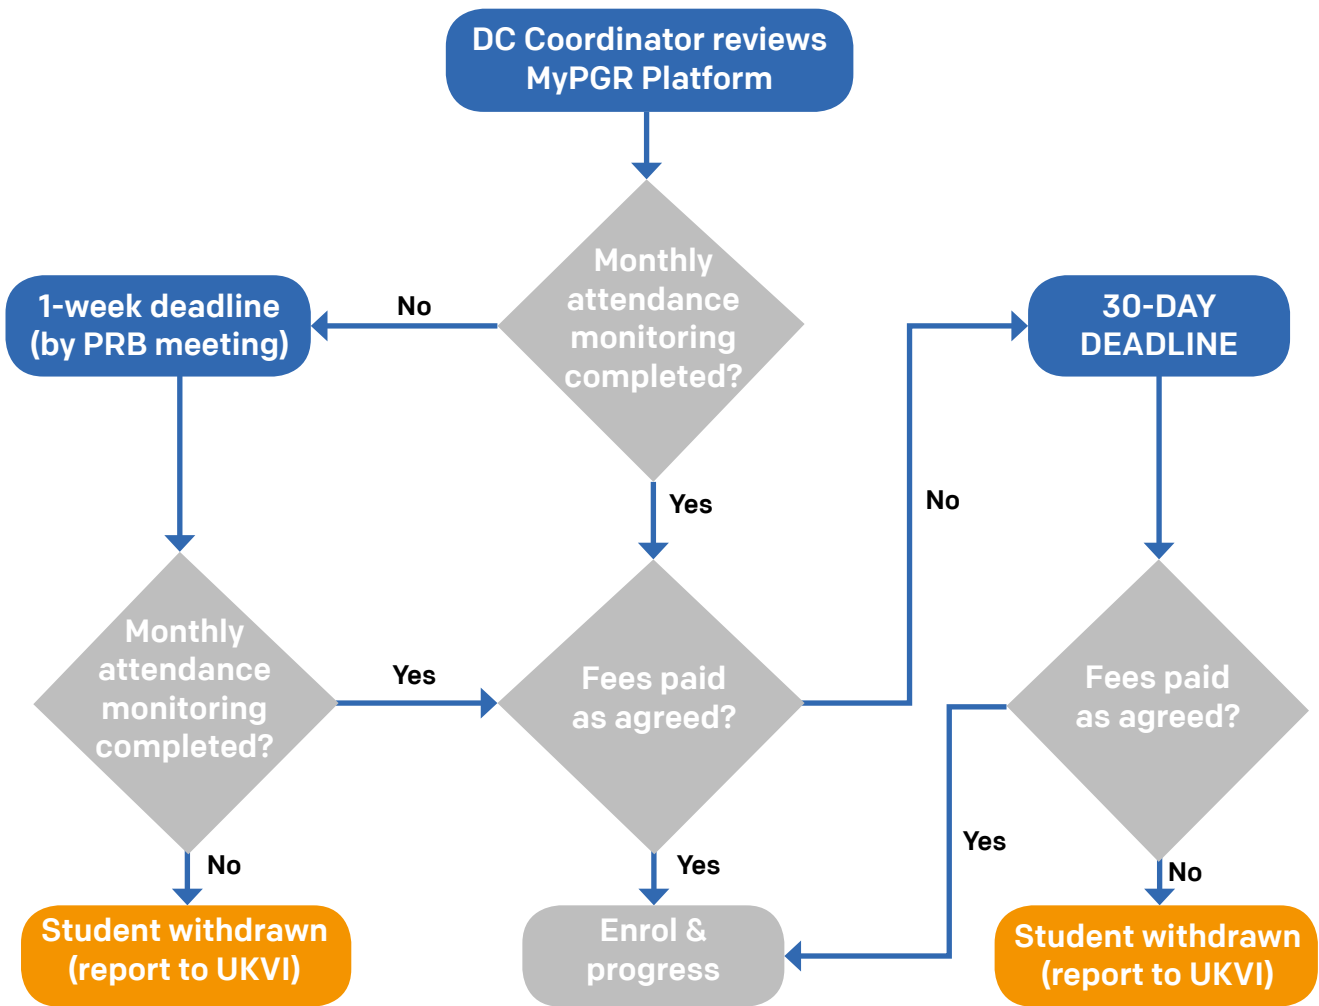 DC Coordinator reviews
MyPGR Platform
Monthly
attendance
monitoring
completed?
No
1-week deadline
(by PRB meeting)
30-DAY
DEADLINE
Yes
No
Monthly
attendance
monitoring
completed?
Yes
Fees paid
as agreed?
Fees paid
as agreed?
No
Yes
Yes
No
Student withdrawn
(report to UKVI)
Enrol &
progress
Student withdrawn
(report to UKVI)